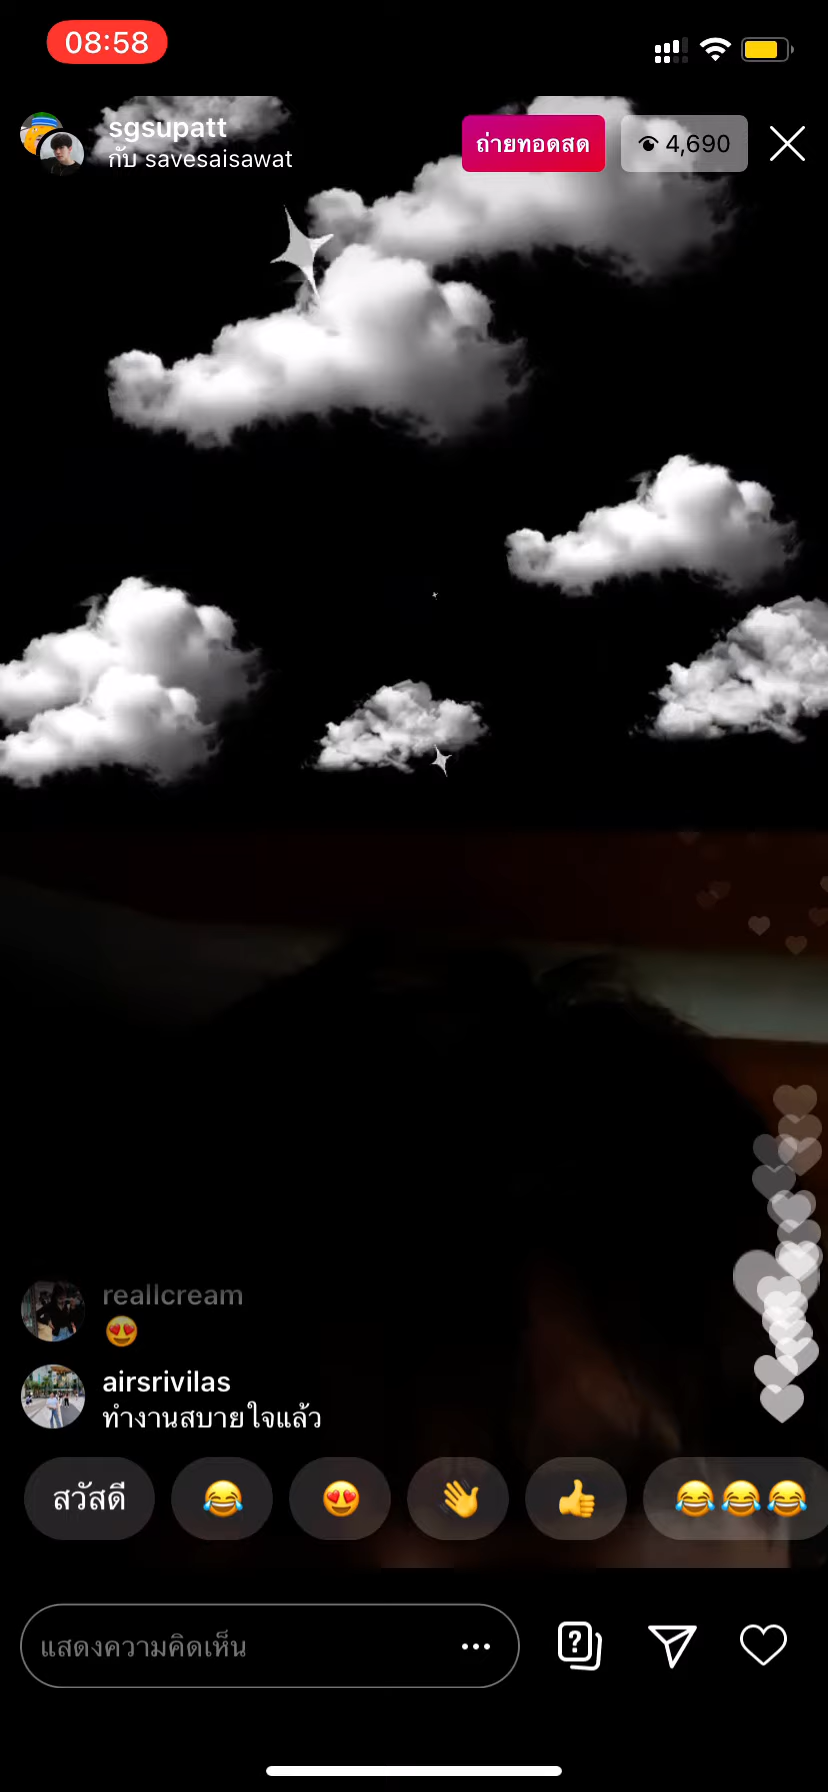 08:58
sgsupatt
กับ savesaisawat
ถ่ายทอดสด
4,690
reallcream
😍
airsrivilas
ทำงานสบายใจแล้ว
สวัสดี 😂 😍 👋 👍 😂😂😂
แสดงความคิดเห็น